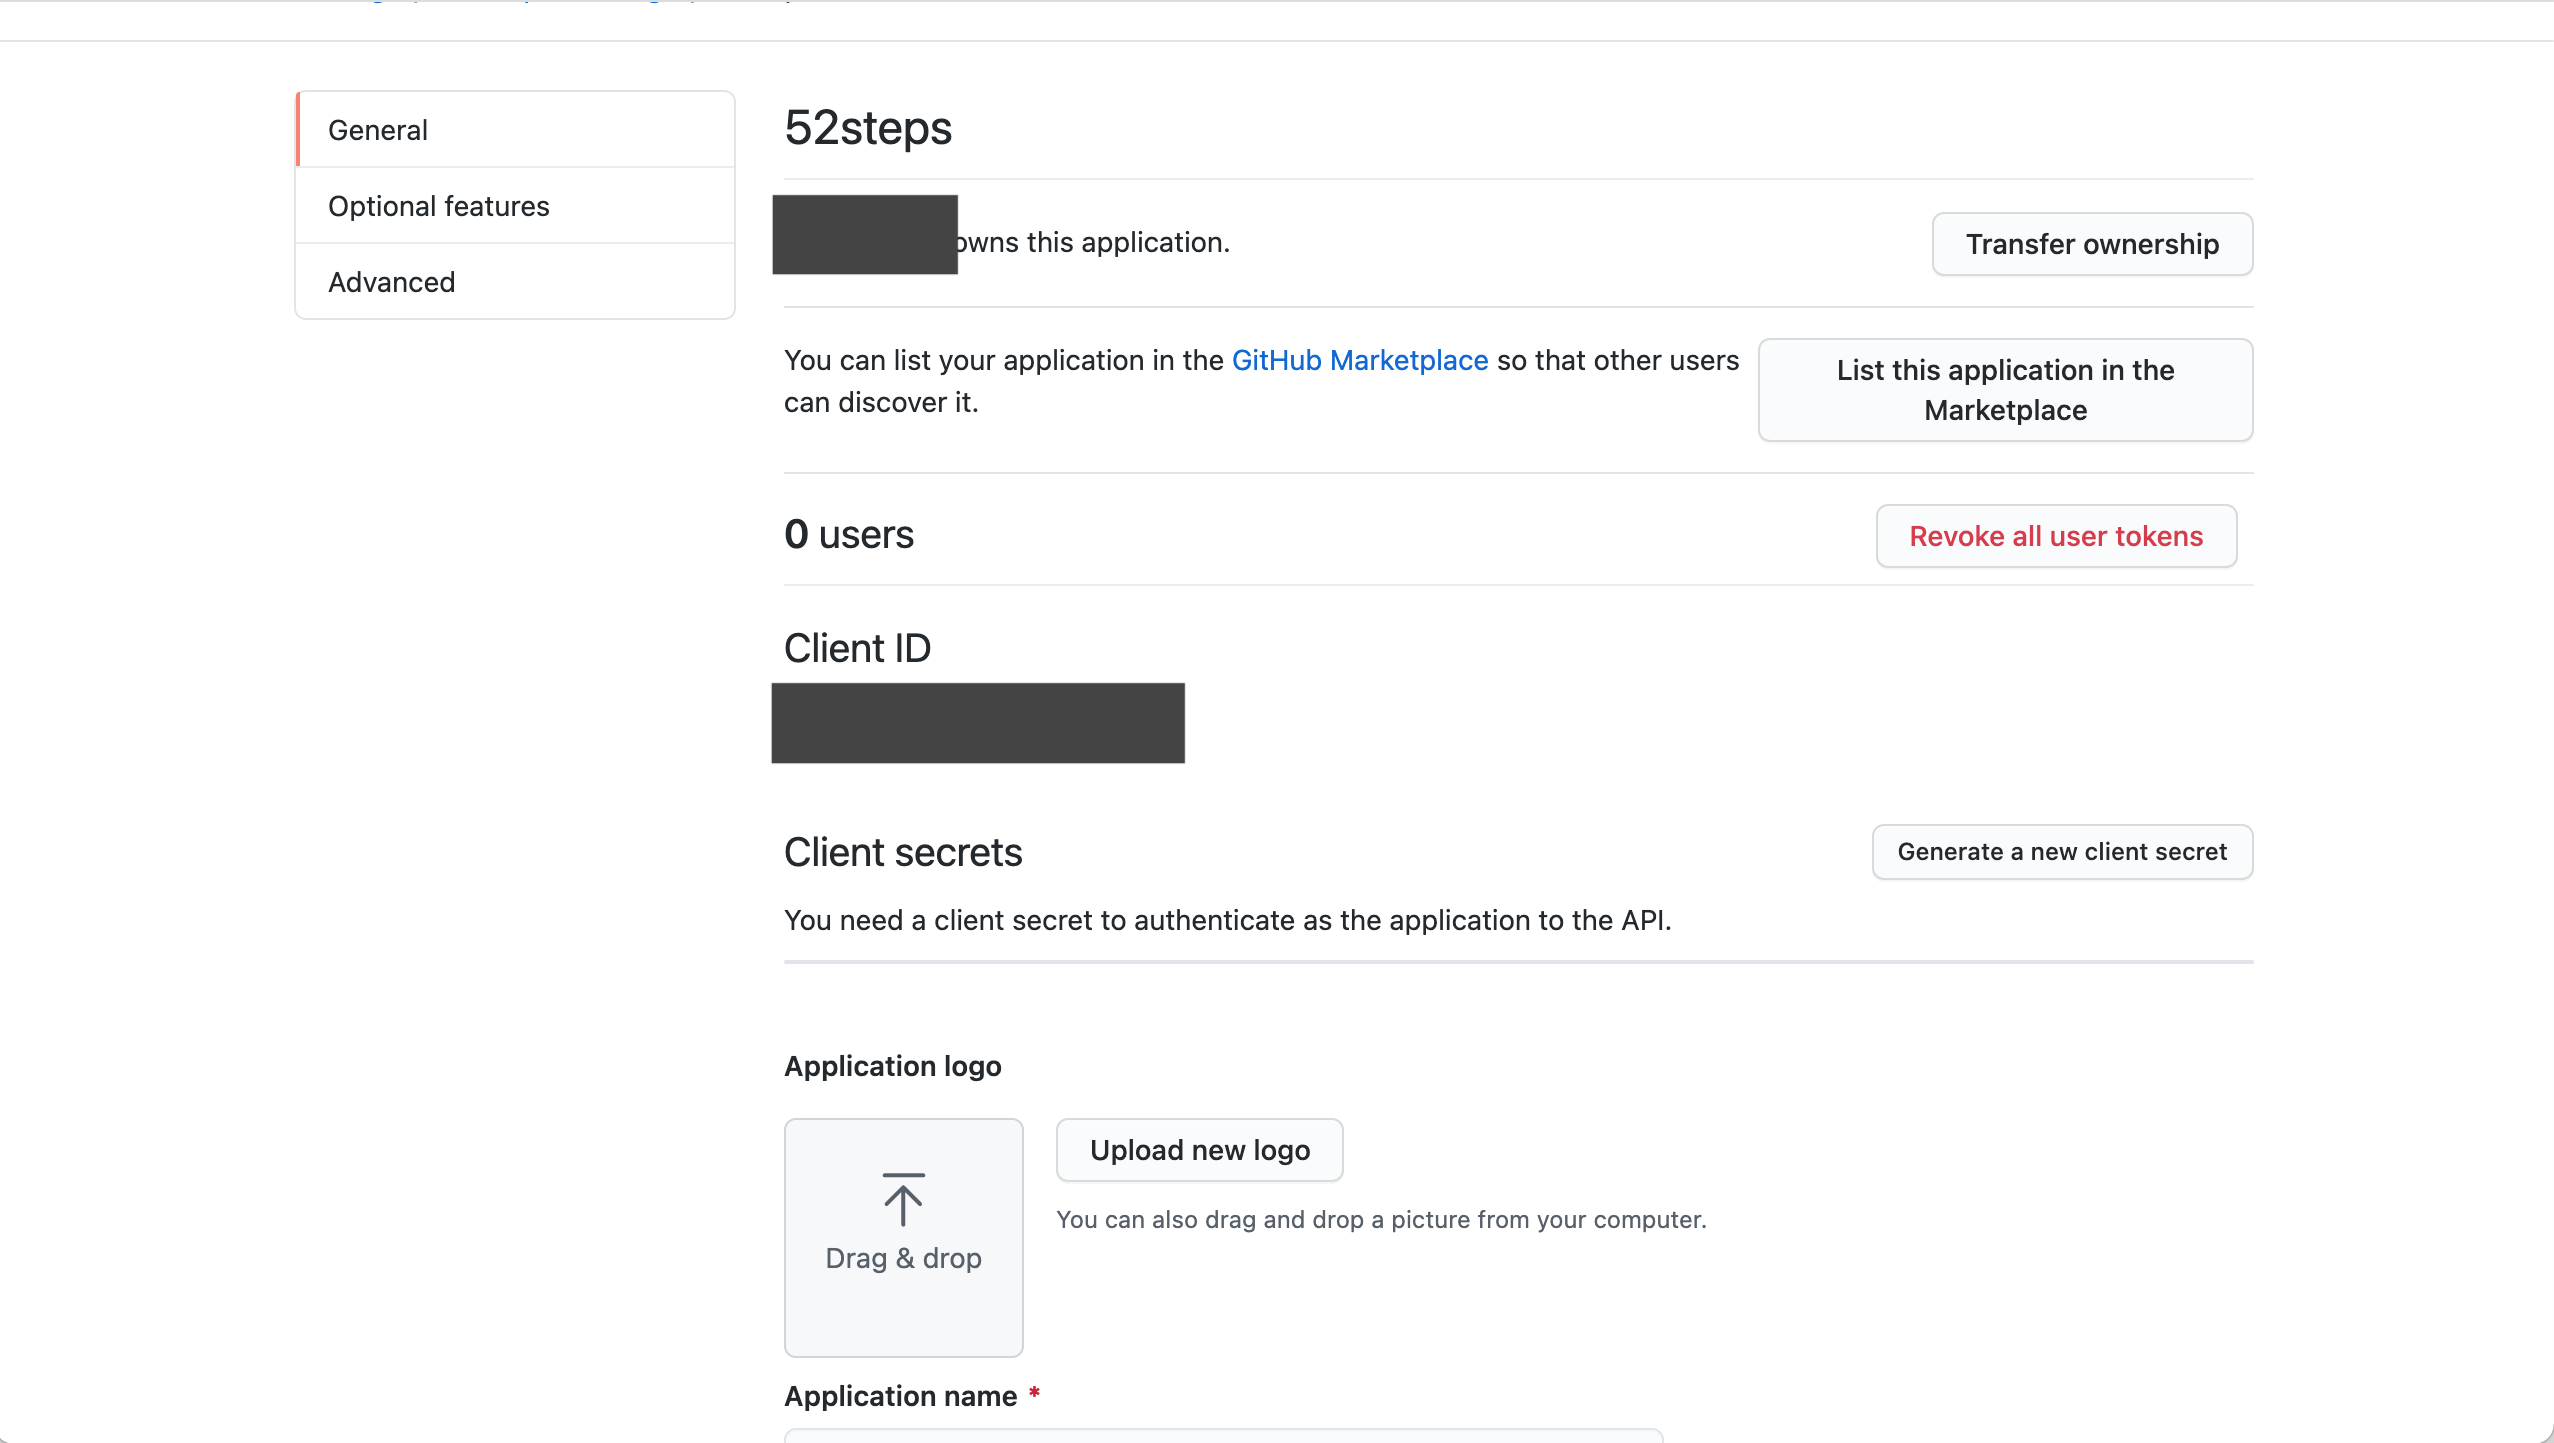 General
Optional features
Advanced
52steps
owns this application.
Transfer ownership
You can list your application in the GitHub Marketplace so that other users
can discover it.
List this application in the
Marketplace
0 users
Revoke all user tokens
Client ID
Client secrets
Generate a new client secret
You need a client secret to authenticate as the application to the API.
Application logo
Drag & drop
Upload new logo
You can also drag and drop a picture from your computer.
Application name *